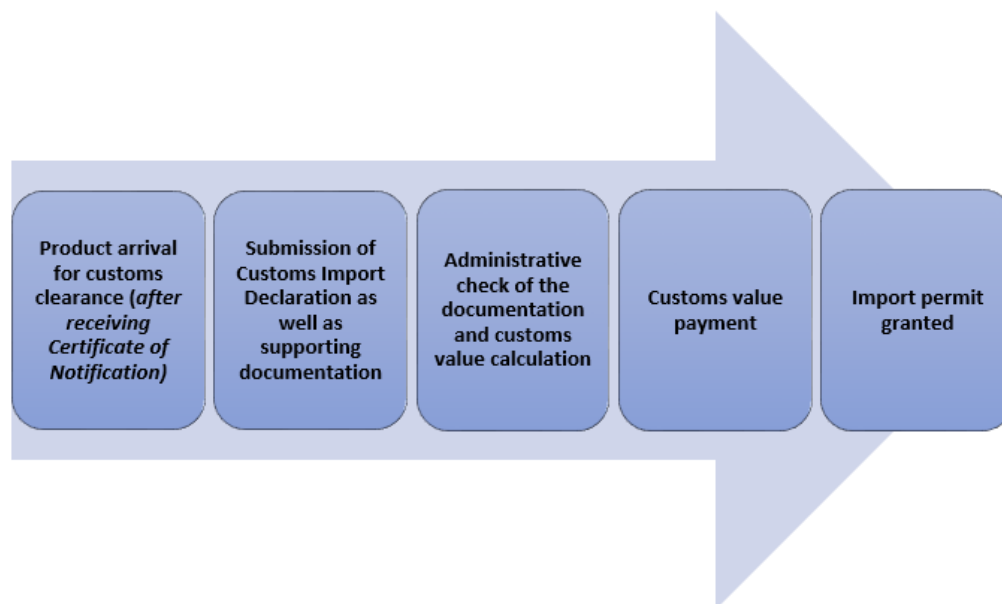 Product arrival
for customs
clearance (after
receiving
Certificate of
Notification)
Submission of
Customs Import
Declaration as
well as
supporting
documentation
Administrative
check of the
documentation
and customs
value calculation
Customs value
payment
Import permit
granted